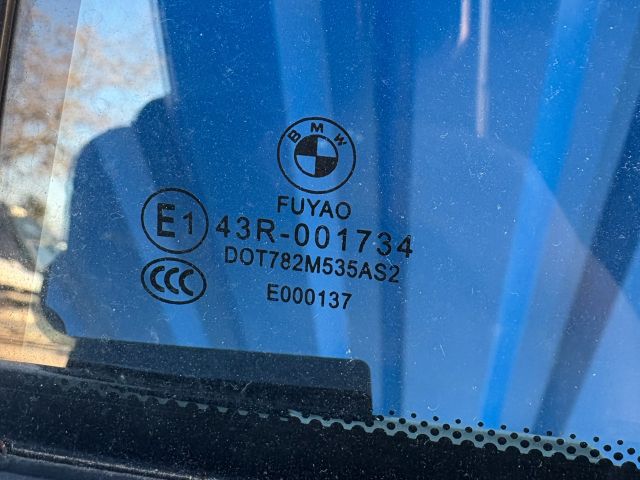 BMW
FUYAO
E1 43R-001734
DOT782M535AS2
CCC E000137